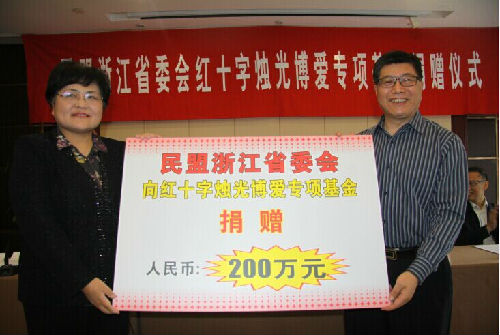 民盟浙江省委会红十字烛光博爱专项基 捐赠仪式
民盟浙江省委会
向红十字烛光博爱专项基金
捐赠
人民币: 200万元